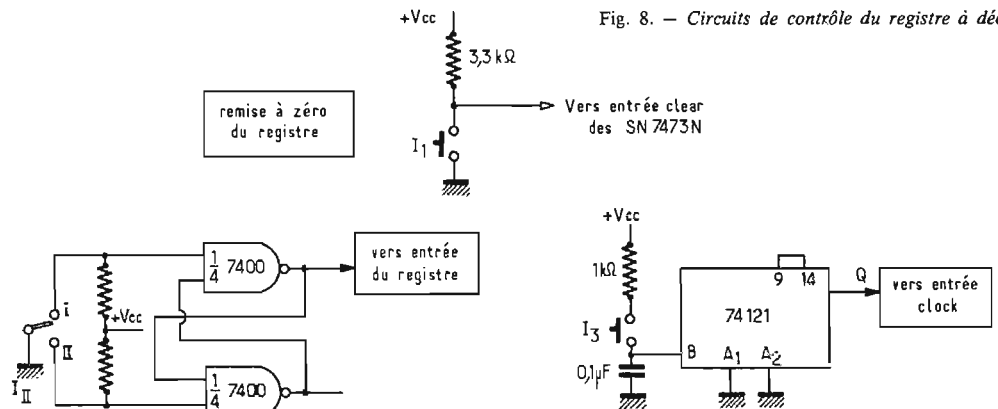 Fig. 8. — Circuits de contrôle du registre à déc
+Vcc
3,3 kΩ
remise à zéro
du registre
Vers entrée clear
des SN 7473N
I1
+Vcc
1/4 7400
vers entrée
du registre
1kΩ
9 14
Q
vers entrée
clock
i
+Vcc
74121
I3
II
B A1 A2
0,1µF
III
1/4 7400